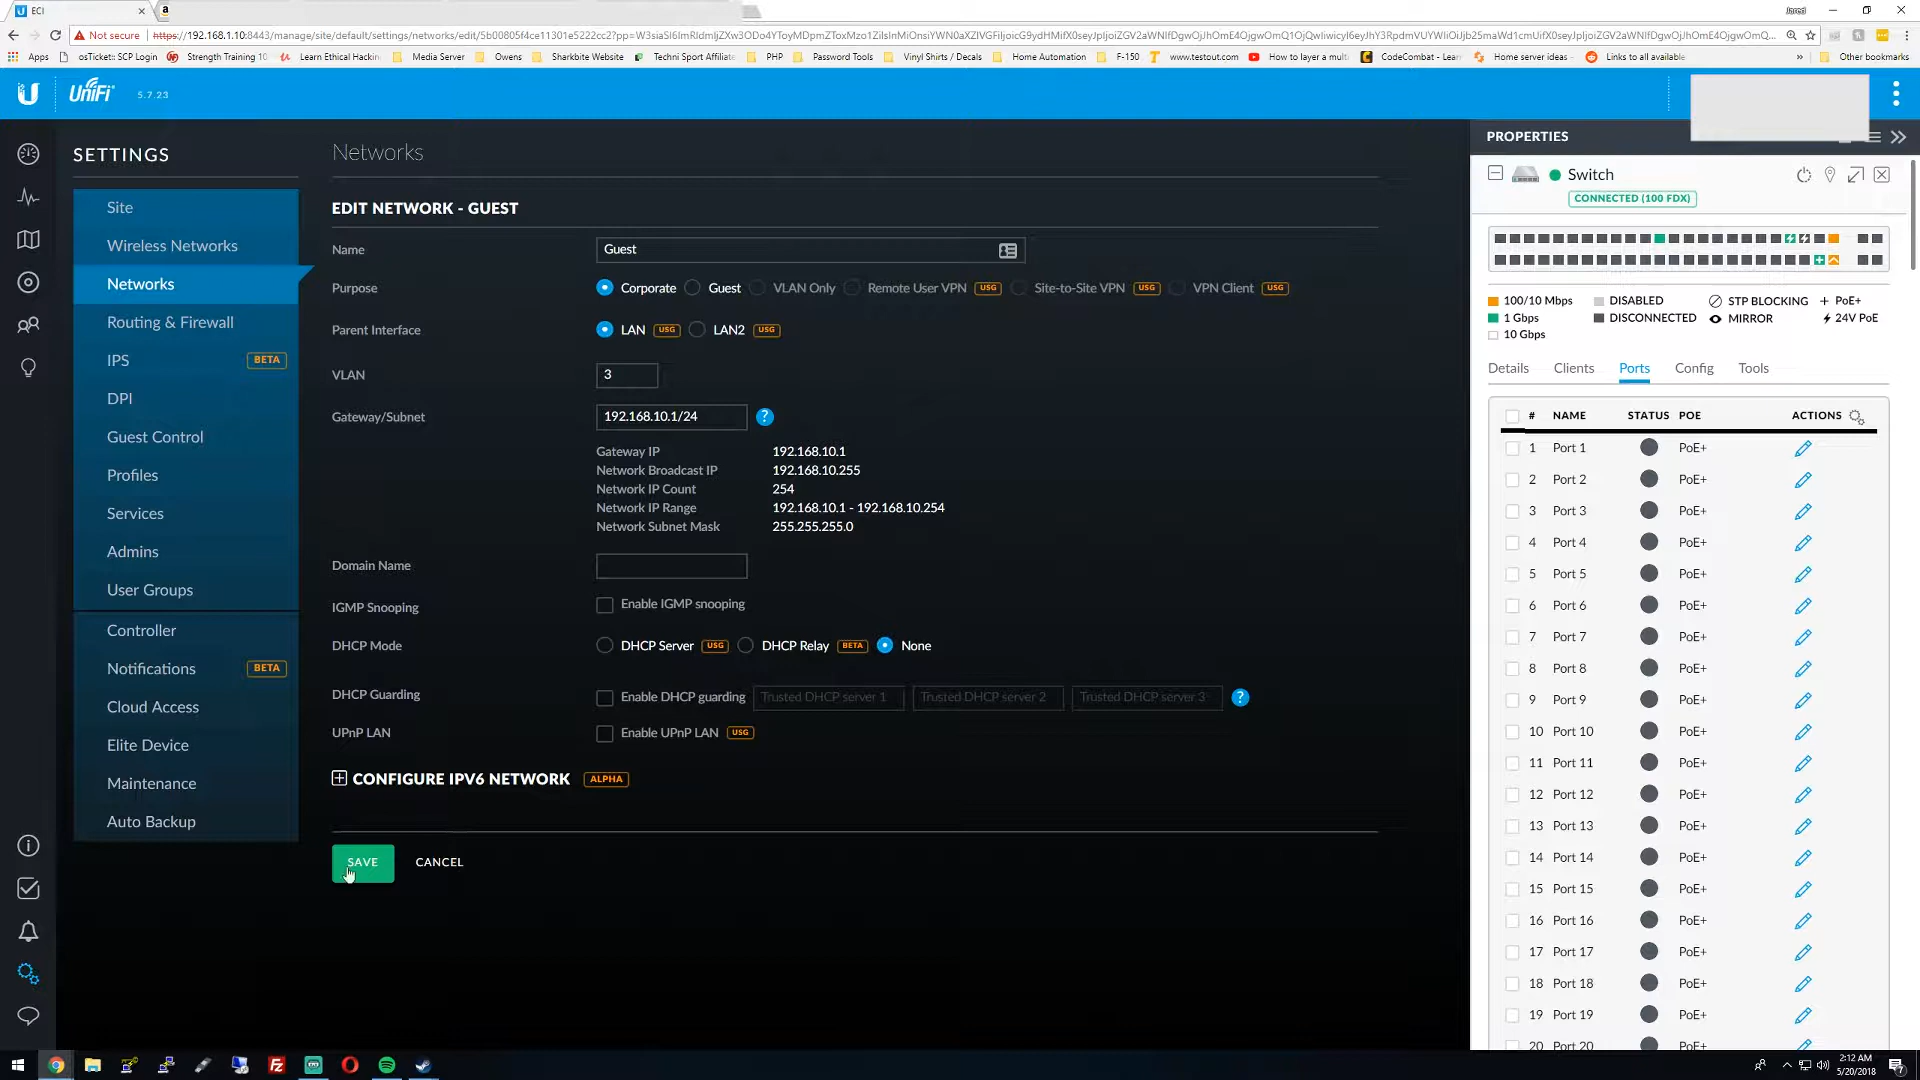 ECI
Jared
Not secure
https://192.168.1.10:8443/manage/site/default/settings/networks/edit/5b00805f4ce11301e5222cc2?pp=
Apps
osTicket:: SCP Login
Strength Training 10
Learn Ethical Hackin
Media Server
Owens
Sharkbite Website
Techni Sport Affiliate
PHP
Password Tools
Vinyl Shirts / Decals
Home Automation
F-150
www.testout.com
How to layer a mult
CodeCombat - Lear
Home server ideas -
Links to all available
»
Other bookmarks
UniFi 5.7.23
SETTINGS
Site
Wireless Networks
Networks
Routing & Firewall
IPS BETA
DPI
Guest Control
Profiles
Services
Admins
User Groups
Controller
Notifications BETA
Cloud Access
Elite Device
Maintenance
Auto Backup
Networks
EDIT NETWORK - GUEST
Name Guest
Purpose Corporate Guest VLAN Only Remote User VPN USG Site-to-Site VPN USG VPN Client USG
Parent Interface LAN USG LAN2 USG
VLAN 3
Gateway/Subnet 192.168.10.1/24 ?
Gateway IP 192.168.10.1
Network Broadcast IP 192.168.10.255
Network IP Count 254
Network IP Range 192.168.10.1 - 192.168.10.254
Network Subnet Mask 255.255.255.0
Domain Name
IGMP Snooping Enable IGMP snooping
DHCP Mode DHCP Server USG DHCP Relay BETA None
DHCP Guarding Enable DHCP guarding Trusted DHCP server 1 Trusted DHCP server 2 Trusted DHCP server 3 ?
UPnP LAN Enable UPnP LAN USG
CONFIGURE IPV6 NETWORK ALPHA
SAVE CANCEL
PROPERTIES
Switch
CONNECTED (100 FDX)
100/10 Mbps DISABLED STP BLOCKING PoE+
1 Gbps DISCONNECTED MIRROR 24V PoE
10 Gbps
Details Clients Ports Config Tools
# NAME STATUS POE ACTIONS
1 Port 1 PoE+
2 Port 2 PoE+
3 Port 3 PoE+
4 Port 4 PoE+
5 Port 5 PoE+
6 Port 6 PoE+
7 Port 7 PoE+
8 Port 8 PoE+
9 Port 9 PoE+
10 Port 10 PoE+
11 Port 11 PoE+
12 Port 12 PoE+
13 Port 13 PoE+
14 Port 14 PoE+
15 Port 15 PoE+
16 Port 16 PoE+
17 Port 17 PoE+
18 Port 18 PoE+
19 Port 19 PoE+
20 Port 20 PoE+
2:12 AM
5/20/2018